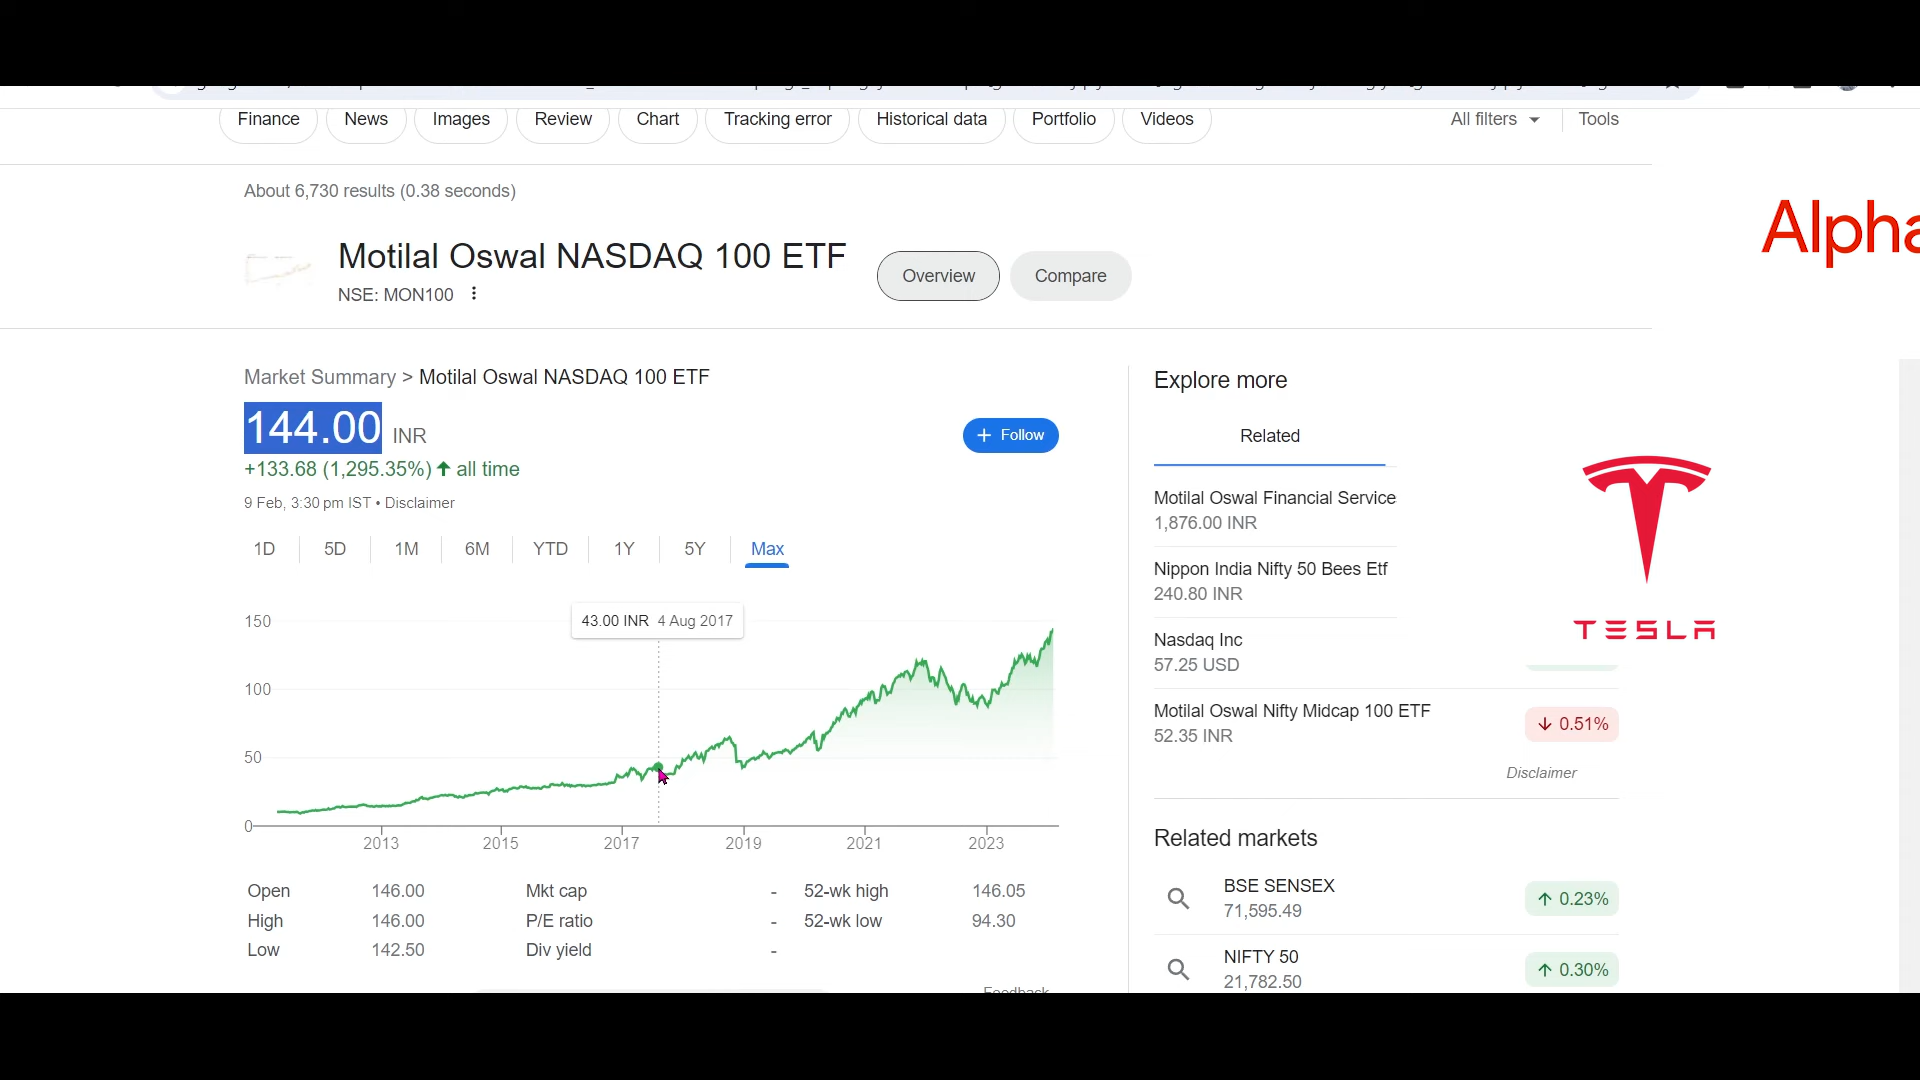 Finance News Images Review Chart Tracking error Historical data Portfolio Videos All filters Tools
About 6,730 results (0.38 seconds)
Alpha
Motilal Oswal NASDAQ 100 ETF
NSE: MON100
Overview Compare
Market Summary > Motilal Oswal NASDAQ 100 ETF
144.00 INR
+ Follow
+133.68 (1,295.35%) ↑ all time
9 Feb, 3:30 pm IST • Disclaimer
1D 5D 1M 6M YTD 1Y 5Y Max
43.00 INR 4 Aug 2017
150
100
50
0
2013 2015 2017 2019 2021 2023
Open 146.00 Mkt cap - 52-wk high 146.05
High 146.00 P/E ratio - 52-wk low 94.30
Low 142.50 Div yield -
Feedback
Explore more
Related
Motilal Oswal Financial Service
1,876.00 INR
Nippon India Nifty 50 Bees Etf
240.80 INR
Nasdaq Inc
57.25 USD
Motilal Oswal Nifty Midcap 100 ETF
52.35 INR
↓ 0.51%
Disclaimer
TESLA
Related markets
BSE SENSEX
71,595.49
↑ 0.23%
NIFTY 50
21,782.50
↑ 0.30%